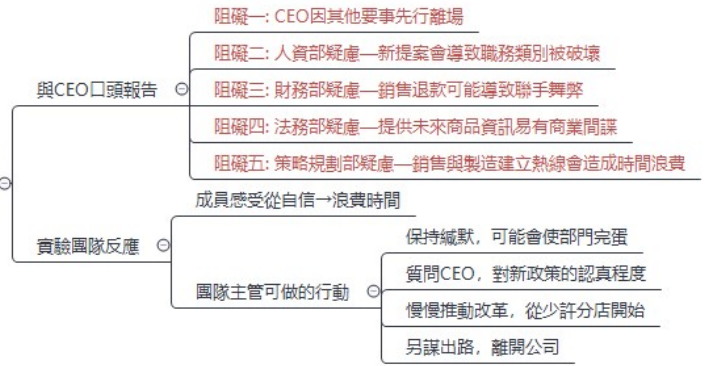 阻礙一: CEO因其他要事先行離場
阻礙二: 人資部疑慮—新提案會導致職務類別被破壞
與CEO口頭報告
阻礙三: 財務部疑慮—銷售退款可能導致聯手舞弊
阻礙四: 法務部疑慮—提供未來商品資訊易有商業間諜
阻礙五: 策略規劃部疑慮—銷售與製造建立熱線會造成時間浪費
實驗團隊反應
成員感受從自信→浪費時間
團隊主管可做的行動
保持緘默，可能會使部門完蛋
質問CEO，對新政策的認真程度
慢慢推動改革，從少許分店開始
另謀出路，離開公司